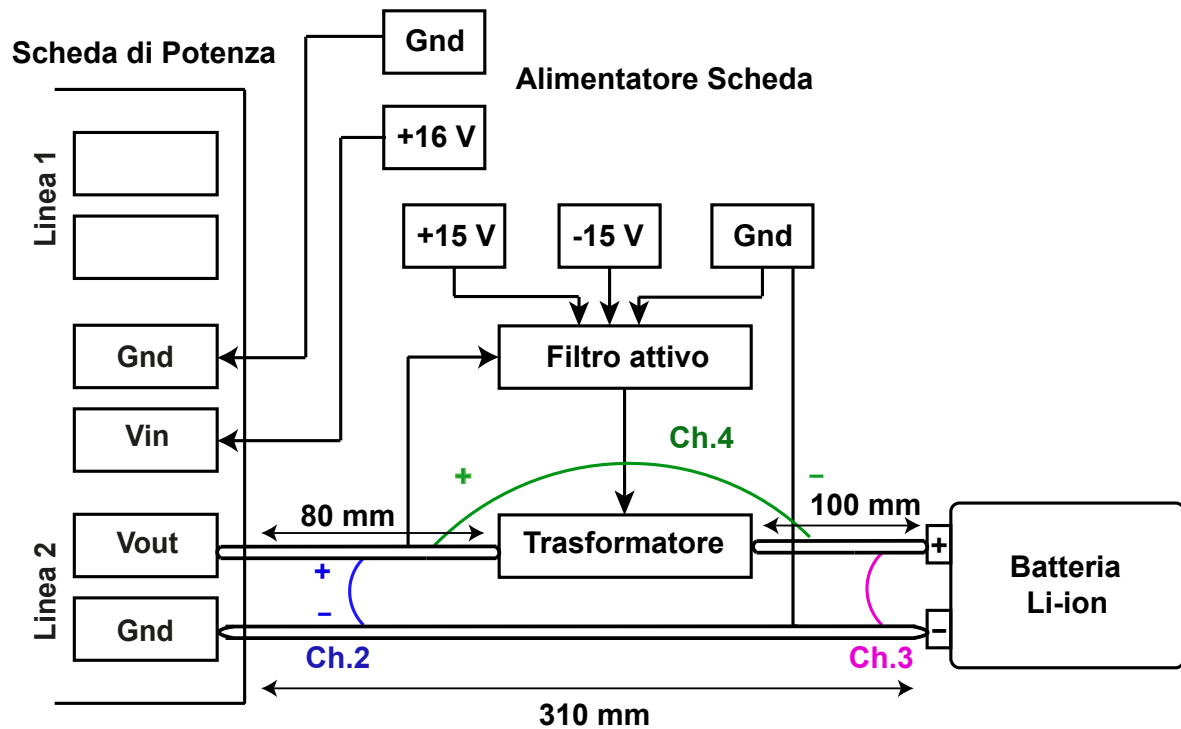 Scheda di Potenza
Gnd
Alimentatore Scheda
+16 V
Linea 1
+15 V
-15 V
Gnd
Gnd
Filtro attivo
Vin
Ch.4
+
–
80 mm
100 mm
Vout
Trasformatore
+
Batteria
Li-ion
Linea 2
+
–
Gnd
–
Ch.2
Ch.3
310 mm